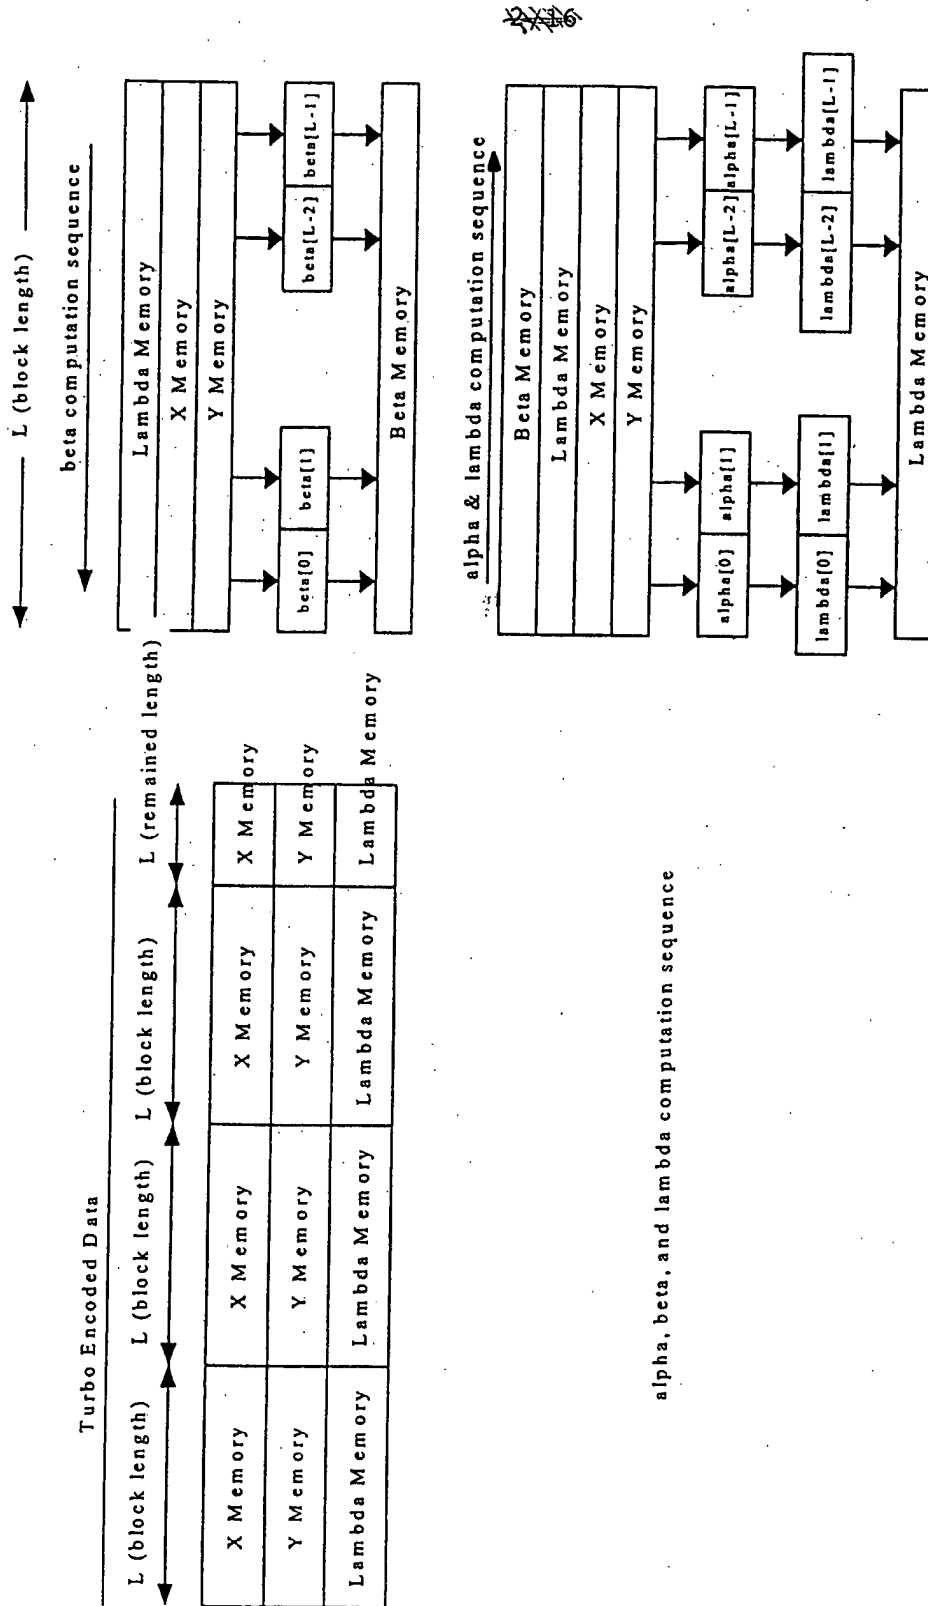 Turbo Encoded Data
L (block length) L (block length) L (block length) L (remained length)
X Memory X Memory X Memory X Memory
Y Memory Y Memory Y Memory Y Memory
Lambda Memory Lambda Memory Lambda Memory Lambda Memory
alpha, beta, and lambda computation sequence
L (block length)
beta computation sequence
Lambda Memory
X Memory
Y Memory
beta[0] beta[1] beta[L-2] beta[L-1]
Beta Memory
alpha & lambda computation sequence
Beta Memory
Lambda Memory
X Memory
Y Memory
alpha[0] alpha[1] alpha[L-2] alpha[L-1]
lambda[0] lambda[1] lambda[L-2] lambda[L-1]
Lambda Memory